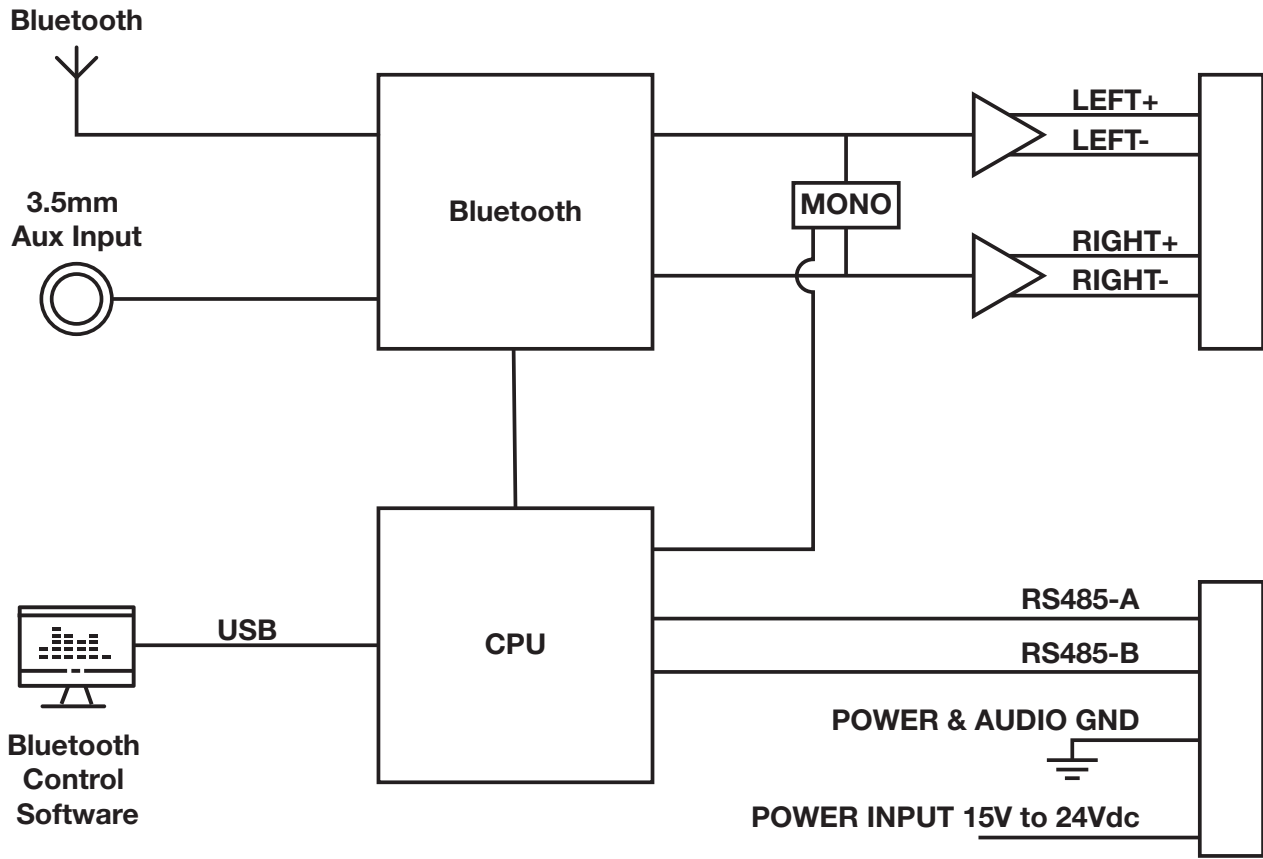 Bluetooth
3.5mm
Aux Input
Bluetooth
MONO
LEFT+
LEFT-
RIGHT+
RIGHT-
USB
CPU
Bluetooth
Control
Software
RS485-A
RS485-B
POWER & AUDIO GND
POWER INPUT 15V to 24Vdc